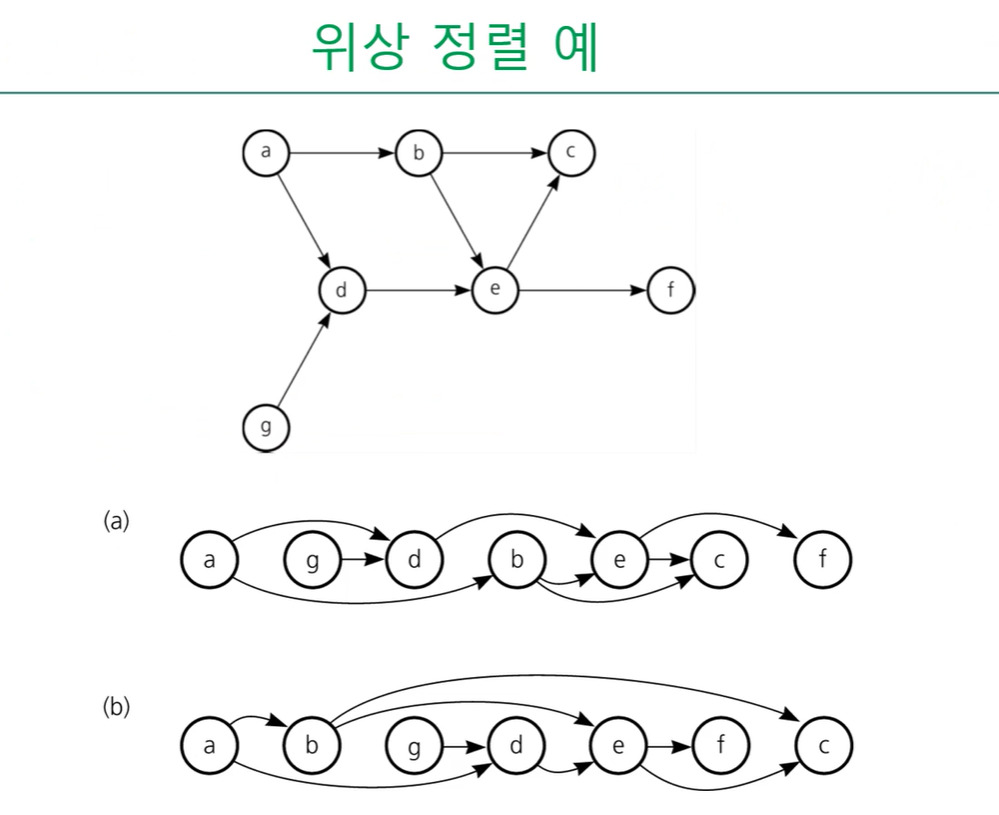 위상 정렬 예
a b c
d e f
g
(a)
a g d b e c f
(b)
a b g d e f c